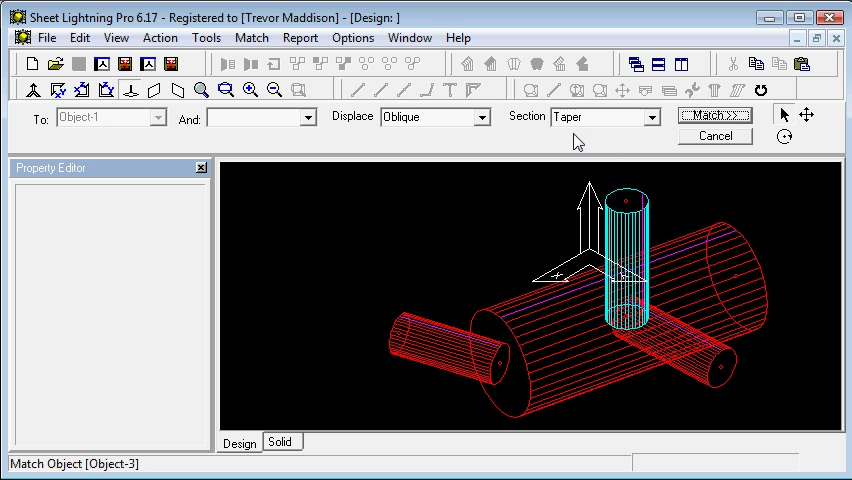 Sheet Lightning Pro 6.17 - Registered to [Trevor Maddison] - [Design: ]
File Edit View Action Tools Match Report Options Window Help
To: Object-1 And: Displace Oblique Section Taper Match >>
Cancel
Property Editor
Design Solid
Match Object [Object-3]